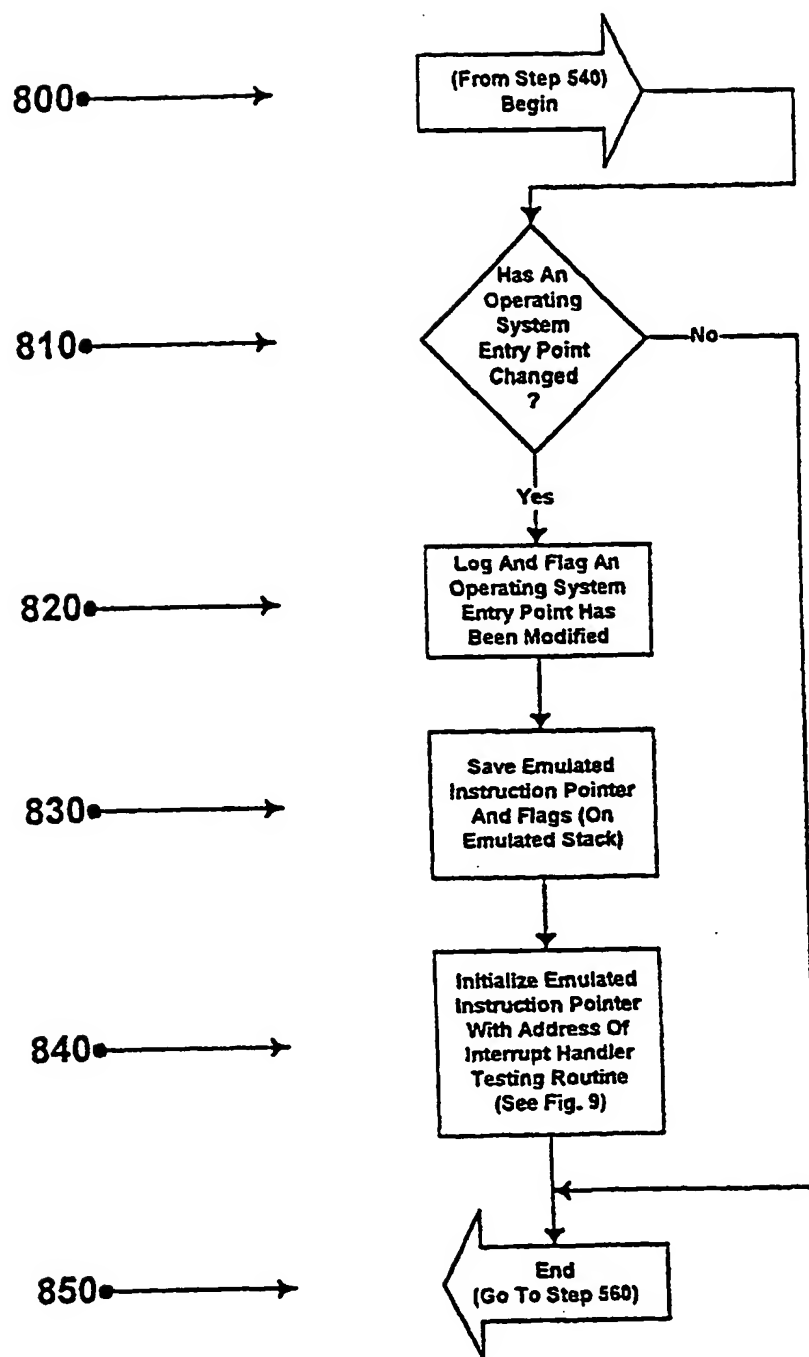 800
(From Step 540)
Begin
810
Has An
Operating
System
Entry Point
Changed
?
No
Yes
820
Log And Flag An
Operating System
Entry Point Has
Been Modified
830
Save Emulated
Instruction Pointer
And Flags (On
Emulated Stack)
840
Initialize Emulated
Instruction Pointer
With Address Of
Interrupt Handler
Testing Routine
(See Fig. 9)
850
End
(Go To Step 560)